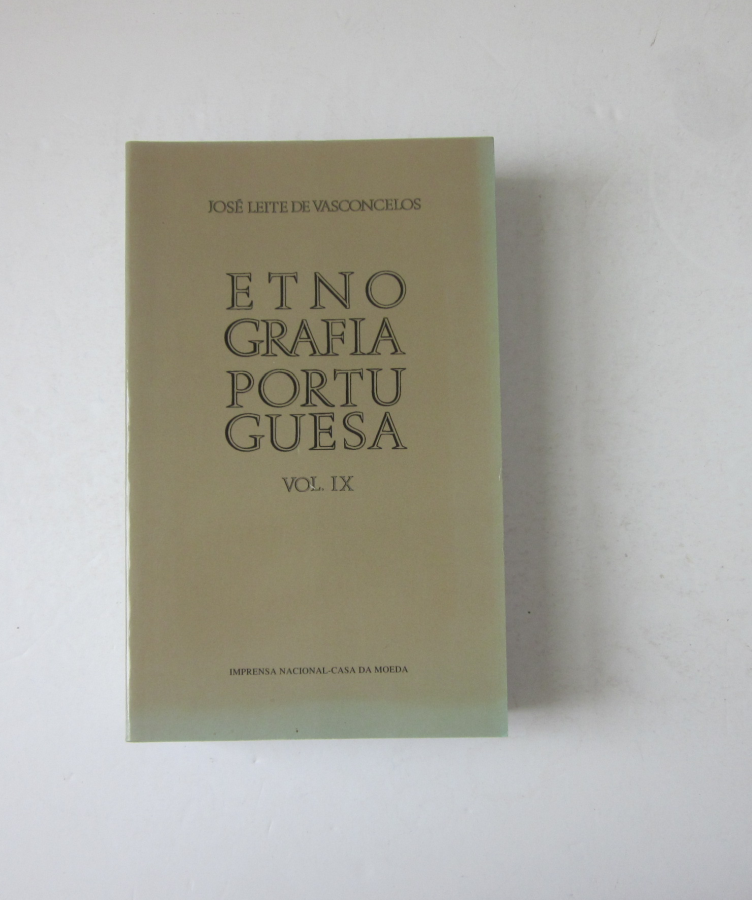 JOSÉ LEITE DE VASCONCELOS
ETNO
GRAFIA
PORTU
GUESA
VOL. IX
IMPRENSA NACIONAL-CASA DA MOEDA